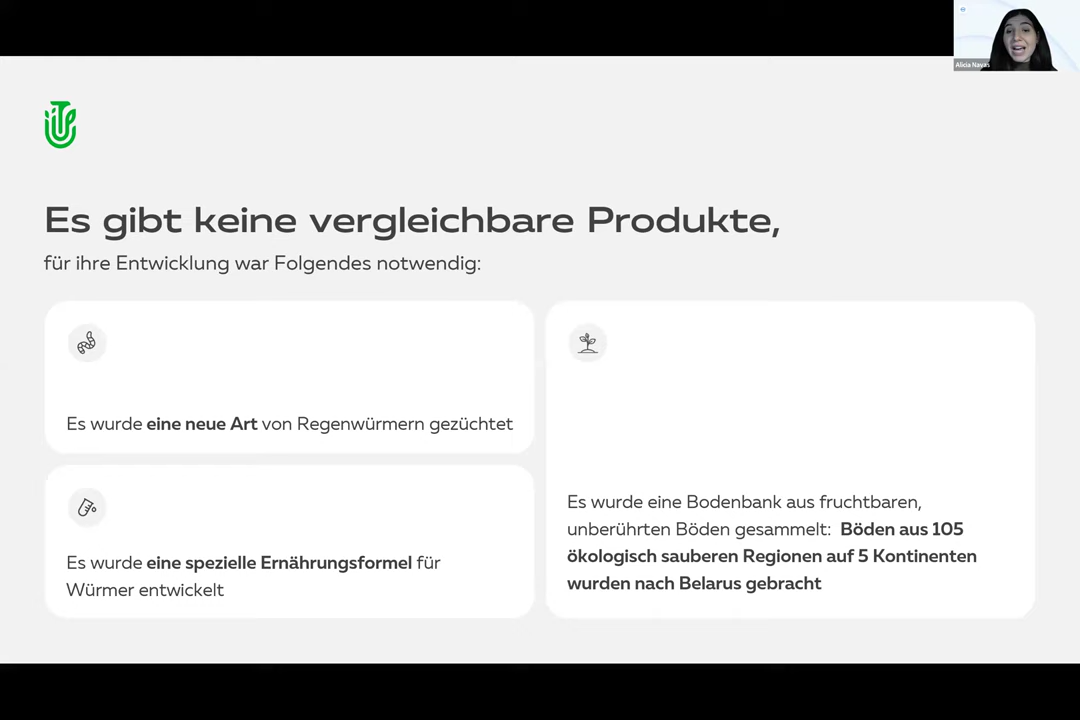 Alicia Navas
Es gibt keine vergleichbare Produkte,
für ihre Entwicklung war Folgendes notwendig:
Es wurde eine neue Art von Regenwürmern gezüchtet
Es wurde eine spezielle Ernährungsformel für
Würmer entwickelt
Es wurde eine Bodenbank aus fruchtbaren,
unberührten Böden gesammelt: Böden aus 105
ökologisch sauberen Regionen auf 5 Kontinenten
wurden nach Belarus gebracht